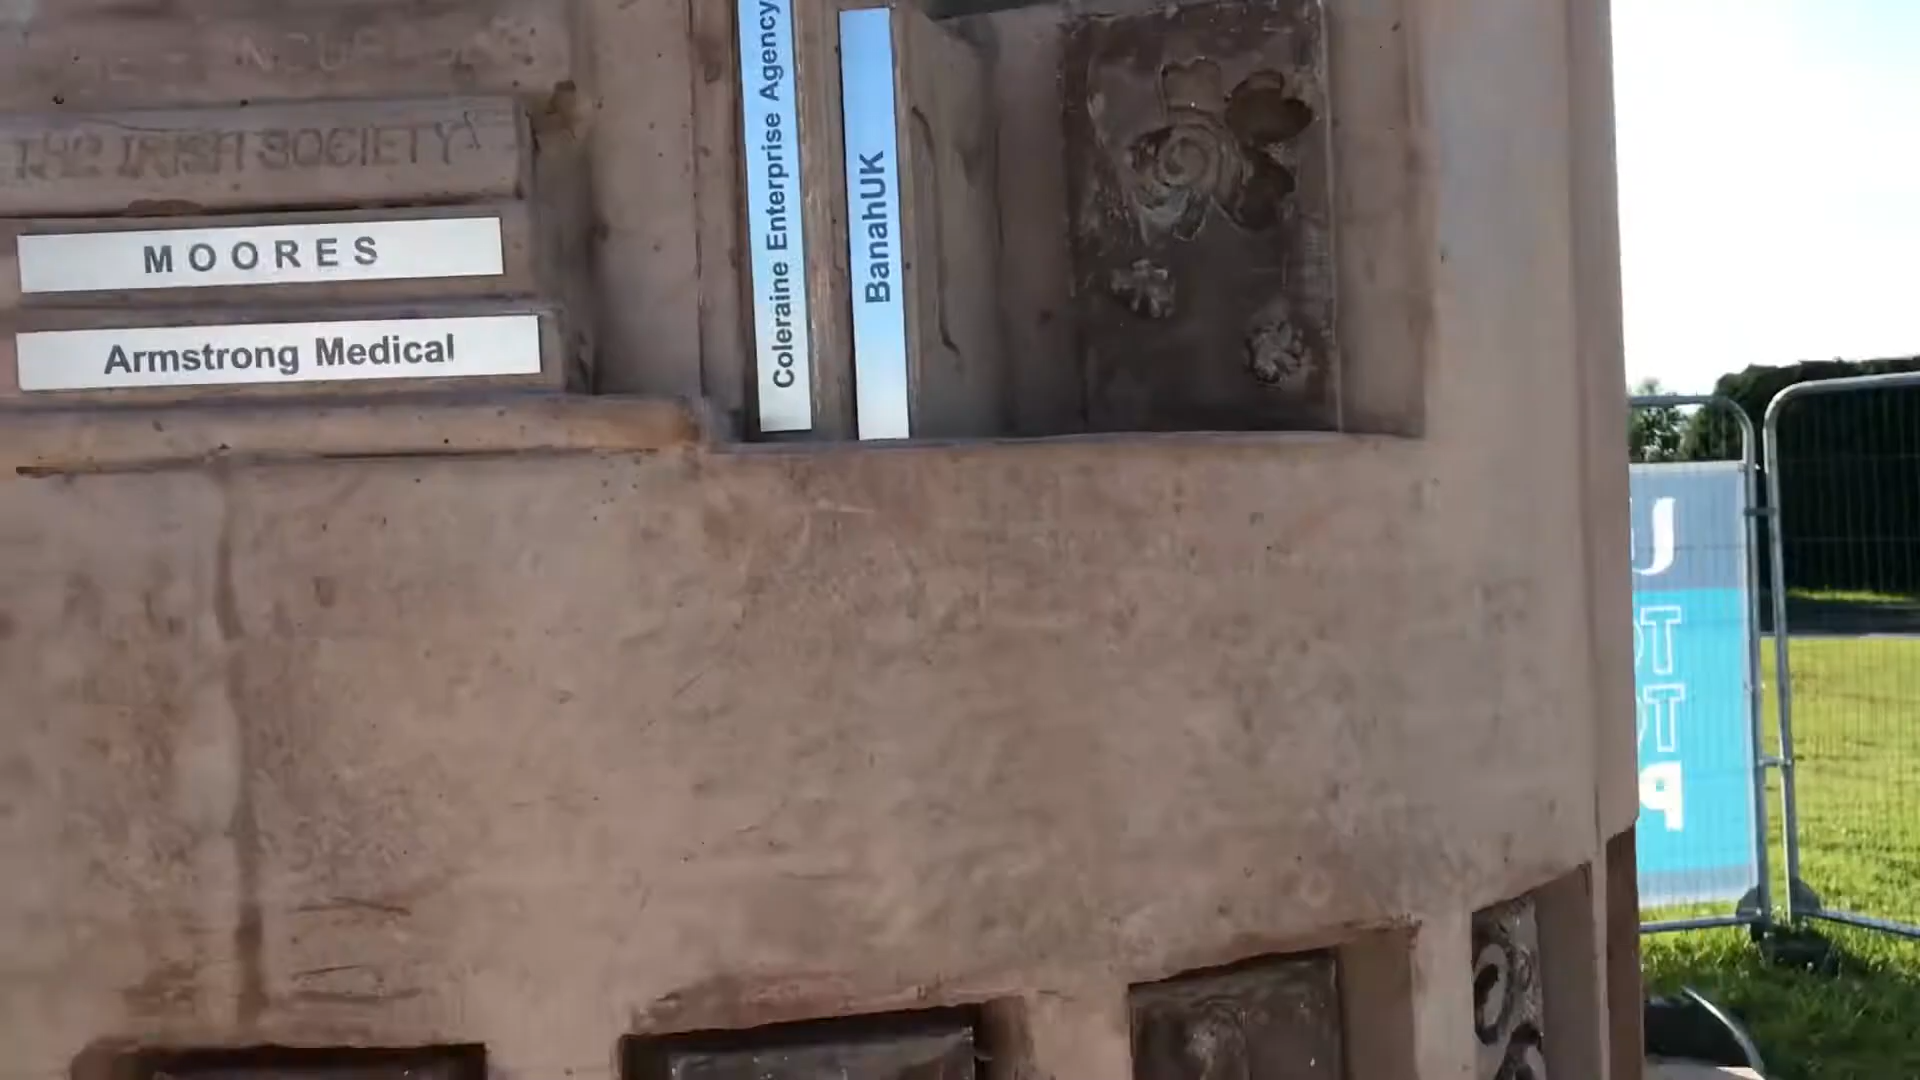 THE IRISH SOCIETY
MOORES
Armstrong Medical
Coleraine Enterprise Agency
BanahUK